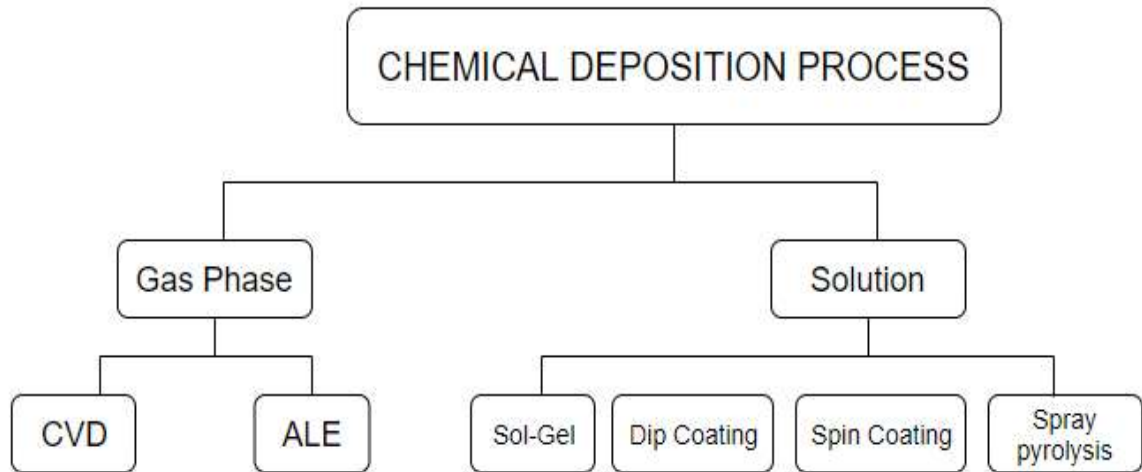 CHEMICAL DEPOSITION PROCESS
Gas Phase
Solution
CVD
ALE
Sol-Gel
Dip Coating
Spin Coating
Spray
pyrolysis